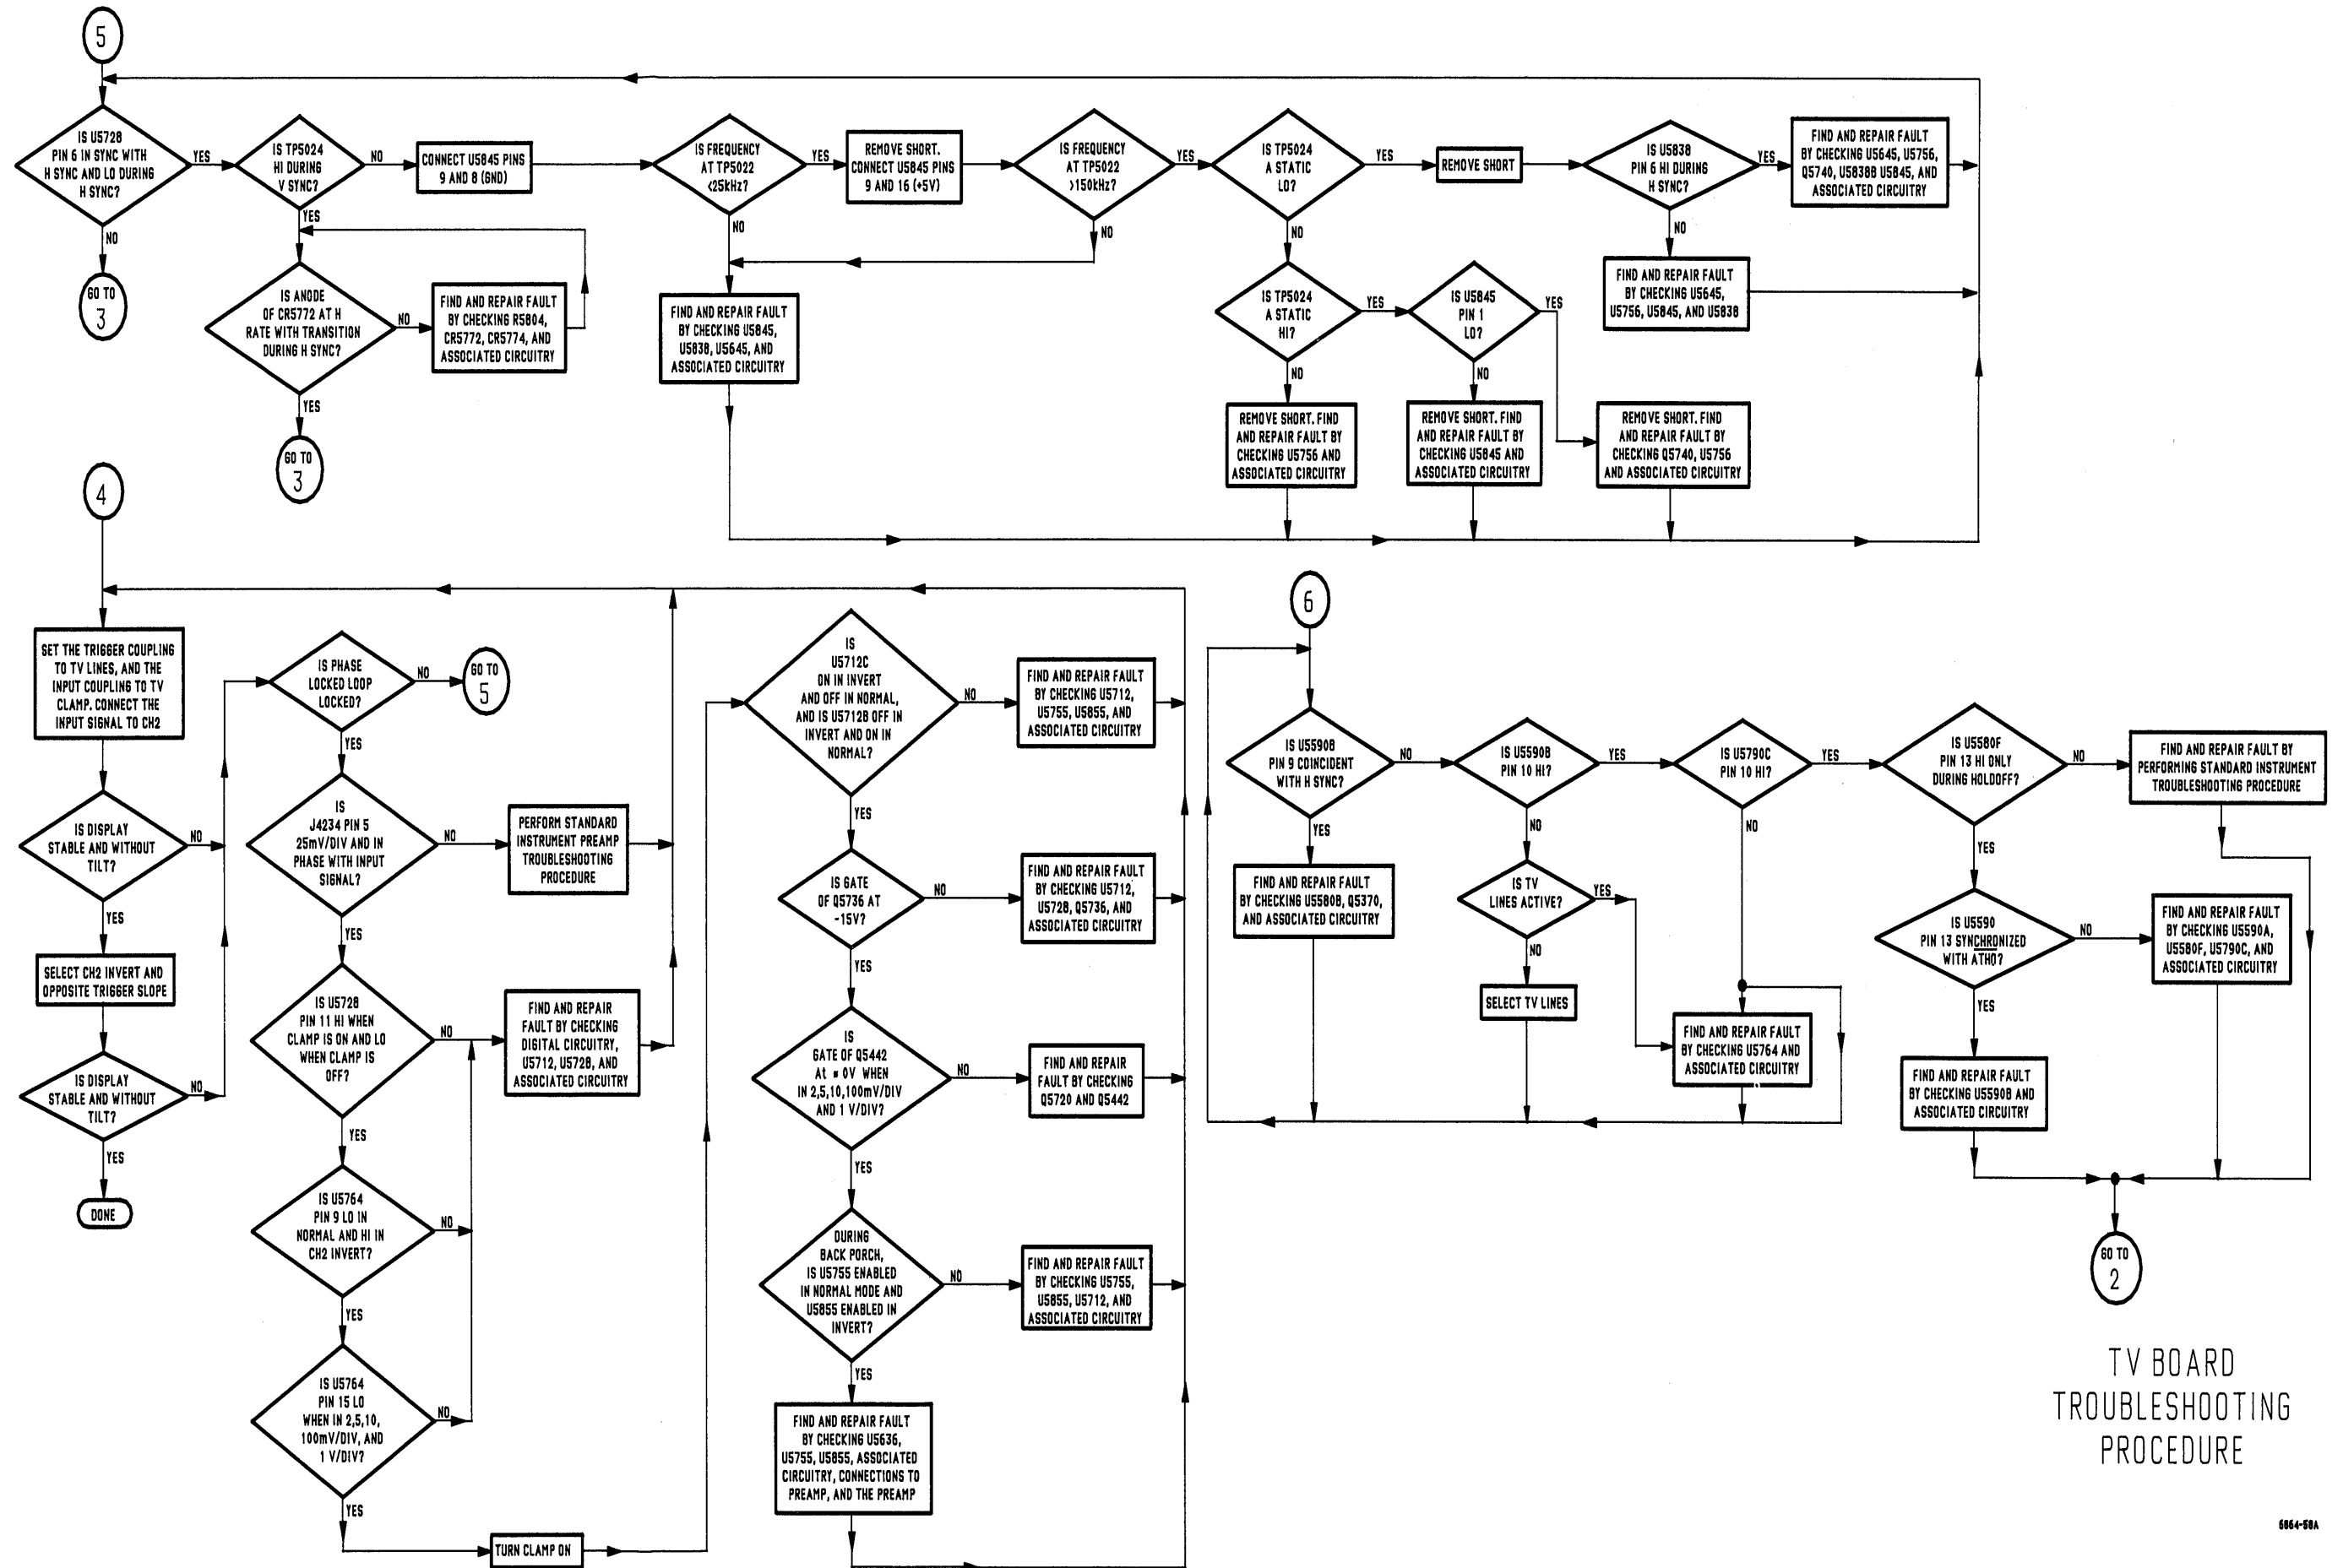 5
IS U5728
PIN 6 IN SYNC WITH
H SYNC AND LO DURING
H SYNC?
YES
NO
GO TO
3
IS TP5024
HI DURING
V SYNC?
NO
YES
CONNECT U5845 PINS
9 AND 8 (GND)
IS ANODE
OF CR5772 AT H
RATE WITH TRANSITION
DURING H SYNC?
NO
YES
FIND AND REPAIR FAULT
BY CHECKING R5804,
CR5772, CR5774, AND
ASSOCIATED CIRCUITRY
GO TO
3
IS FREQUENCY
AT TP5022
<25kHz?
YES
NO
REMOVE SHORT.
CONNECT U5845 PINS
9 AND 16 (+5V)
FIND AND REPAIR FAULT
BY CHECKING U5845,
U5838, U5645, AND
ASSOCIATED CIRCUITRY
IS FREQUENCY
AT TP5022
>150kHz?
YES
NO
IS TP5024
A STATIC
LO?
YES
NO
REMOVE SHORT
IS U5838
PIN 6 HI DURING
H SYNC?
YES
NO
FIND AND REPAIR FAULT
BY CHECKING U5645, U5756,
Q5740, U5838B U5845, AND
ASSOCIATED CIRCUITRY
FIND AND REPAIR FAULT
BY CHECKING U5645,
U5756, U5845, AND U5838
IS TP5024
A STATIC
HI?
YES
NO
IS U5845
PIN 1
LO?
YES
NO
REMOVE SHORT. FIND
AND REPAIR FAULT BY
CHECKING U5756 AND
ASSOCIATED CIRCUITRY
REMOVE SHORT. FIND
AND REPAIR FAULT BY
CHECKING U5845 AND
ASSOCIATED CIRCUITRY
REMOVE SHORT. FIND
AND REPAIR FAULT BY
CHECKING Q5740, U5756
AND ASSOCIATED CIRCUITRY
4
SET THE TRIGGER COUPLING
TO TV LINES, AND THE
INPUT COUPLING TO TV
CLAMP. CONNECT THE
INPUT SIGNAL TO CH2
IS DISPLAY
STABLE AND WITHOUT
TILT?
NO
YES
SELECT CH2 INVERT AND
OPPOSITE TRIGGER SLOPE
IS DISPLAY
STABLE AND WITHOUT
TILT?
NO
YES
DONE
IS PHASE
LOCKED LOOP
LOCKED?
NO
YES
GO TO
5
IS
J4234 PIN 5
25mV/DIV AND IN
PHASE WITH INPUT
SIGNAL?
NO
YES
PERFORM STANDARD
INSTRUMENT PREAMP
TROUBLESHOOTING
PROCEDURE
IS U5728
PIN 11 HI WHEN
CLAMP IS ON AND LO
WHEN CLAMP IS
OFF?
NO
YES
FIND AND REPAIR
FAULT BY CHECKING
DIGITAL CIRCUITRY,
U5712, U5728, AND
ASSOCIATED CIRCUITRY
IS U5764
PIN 9 LO IN
NORMAL AND HI IN
CH2 INVERT?
NO
YES
IS U5764
PIN 15 LO
WHEN IN 2,5,10,
100mV/DIV, AND
1 V/DIV?
NO
YES
TURN CLAMP ON
IS
U5712C
ON IN INVERT
AND OFF IN NORMAL,
AND IS U5712B OFF IN
INVERT AND ON IN
NORMAL?
NO
YES
FIND AND REPAIR FAULT
BY CHECKING U5712,
U5755, U5855, AND
ASSOCIATED CIRCUITRY
IS GATE
OF Q5736 AT
-15V?
NO
YES
FIND AND REPAIR FAULT
BY CHECKING U5712,
U5728, Q5736, AND
ASSOCIATED CIRCUITRY
IS
GATE OF Q5442
At ≈ 0V WHEN
IN 2,5,10,100mV/DIV
AND 1 V/DIV?
NO
YES
FIND AND REPAIR
FAULT BY CHECKING
Q5720 AND Q5442
DURING
BACK PORCH,
IS U5755 ENABLED
IN NORMAL MODE AND
U5855 ENABLED IN
INVERT?
NO
YES
FIND AND REPAIR FAULT
BY CHECKING U5755,
U5855, U5712, AND
ASSOCIATED CIRCUITRY
FIND AND REPAIR FAULT
BY CHECKING U5636,
U5755, U5855, ASSOCIATED
CIRCUITRY, CONNECTIONS TO
PREAMP, AND THE PREAMP
6
IS U5590B
PIN 9 COINCIDENT
WITH H SYNC?
NO
YES
FIND AND REPAIR FAULT
BY CHECKING U5580B, Q5370,
AND ASSOCIATED CIRCUITRY
IS U5590B
PIN 10 HI?
YES
NO
IS TV
LINES ACTIVE?
YES
NO
SELECT TV LINES
IS U5790C
PIN 10 HI?
YES
NO
FIND AND REPAIR FAULT
BY CHECKING U5764 AND
ASSOCIATED CIRCUITRY
IS U5580F
PIN 13 HI ONLY
DURING HOLDOFF?
NO
YES
FIND AND REPAIR FAULT BY
PERFORMING STANDARD INSTRUMENT
TROUBLESHOOTING PROCEDURE
IS U5590
PIN 13 SYNCHRONIZED
WITH ATHO?
NO
YES
FIND AND REPAIR FAULT
BY CHECKING U5590A,
U5580F, U5790C, AND
ASSOCIATED CIRCUITRY
FIND AND REPAIR FAULT
BY CHECKING U5590B AND
ASSOCIATED CIRCUITRY
GO TO
2
TV BOARD
TROUBLESHOOTING
PROCEDURE
6864-58A